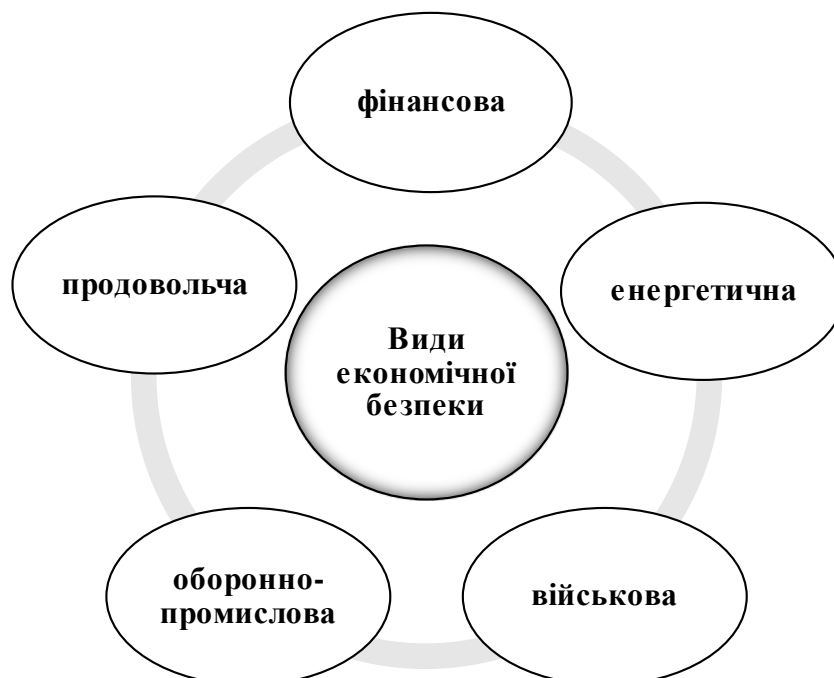 фінансова
продовольча
енергетична
Види
економічної
безпеки
оборонно-
промислова
військова